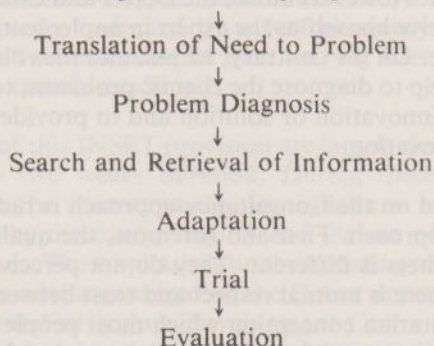 Translation of Need to Problem
Problem Diagnosis
Search and Retrieval of Information
Adaptation
Trial
Evaluation